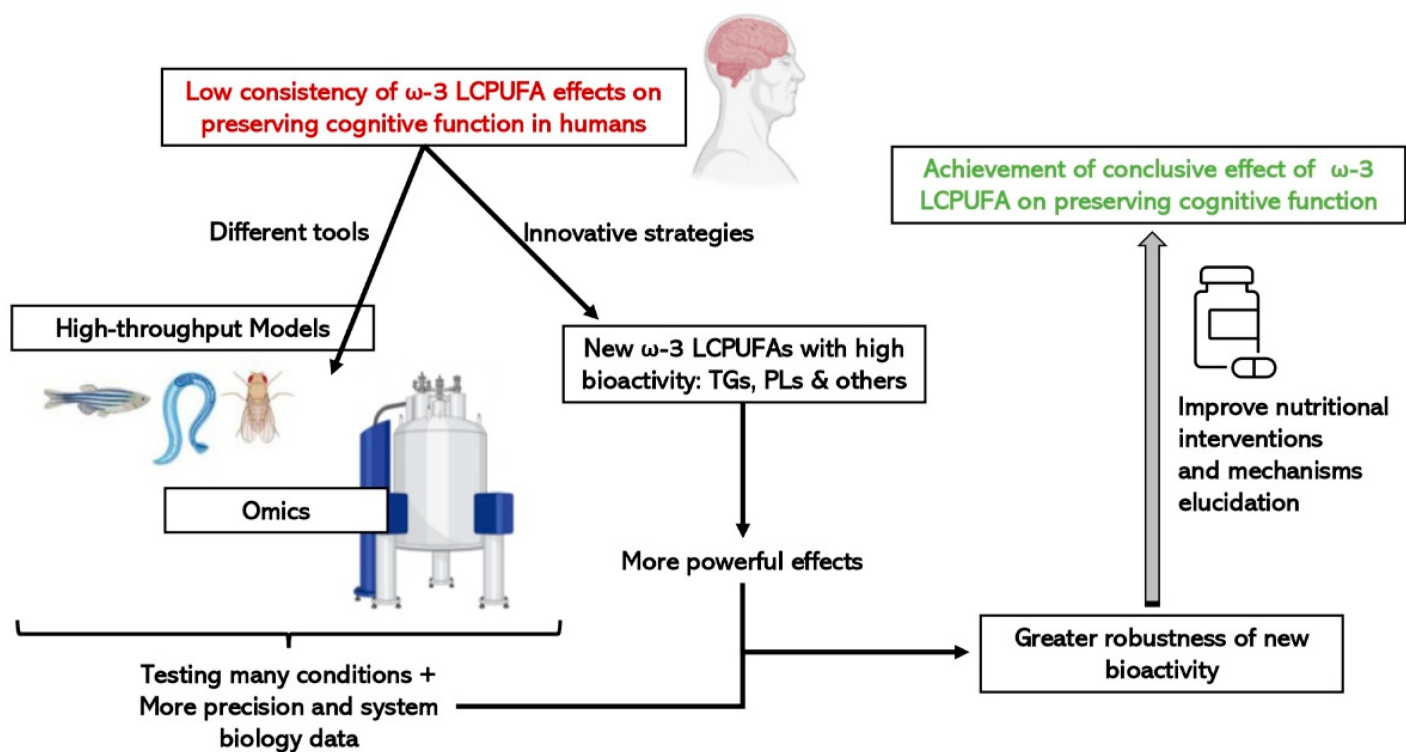 Low consistency of ω-3 LCPUFA effects on
preserving cognitive function in humans
Achievement of conclusive effect of ω-3
LCPUFA on preserving cognitive function
Different tools
Innovative strategies
High-throughput Models
New ω-3 LCPUFAs with high
bioactivity: TGs, PLs & others
Improve nutritional
interventions
and mechanisms
elucidation
Omics
More powerful effects
Greater robustness of new
bioactivity
Testing many conditions +
More precision and system
biology data